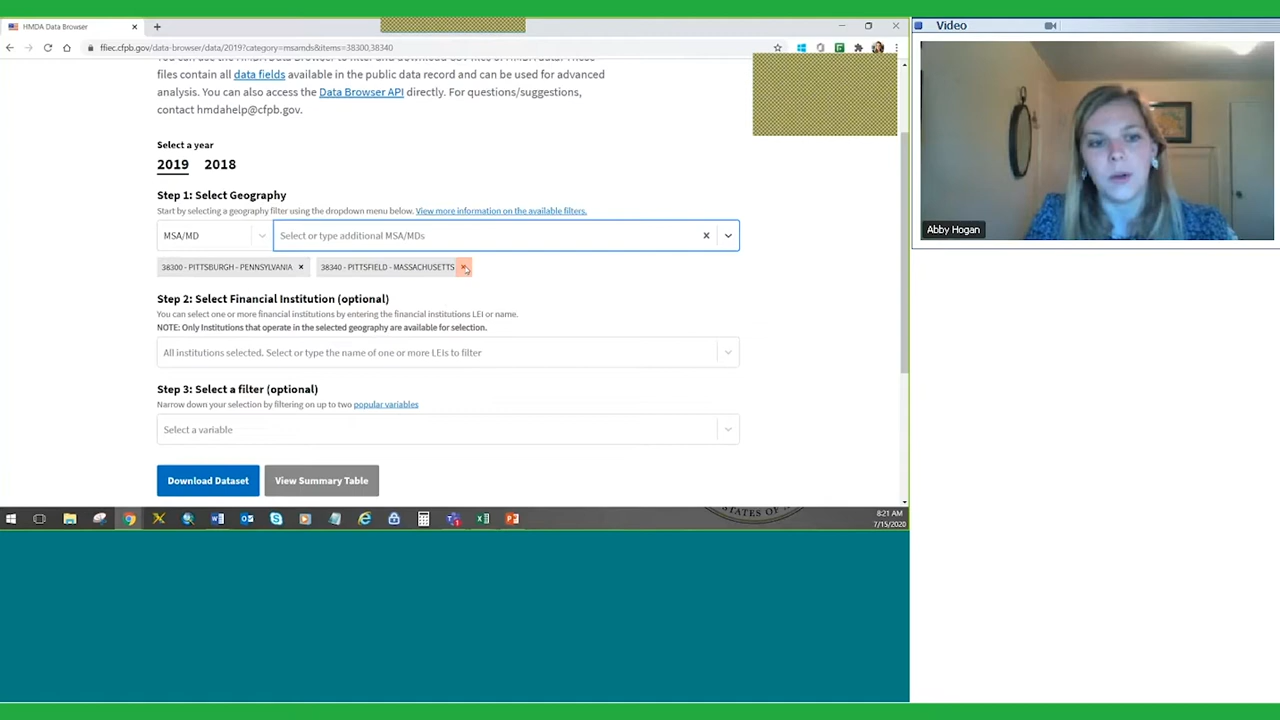 HMDA Data Browser
Video
ffiec.cfpb.gov/data-browser/data/2019?category=msamds&items=38300,38340
files contain all data fields available in the public data record and can be used for advanced
analysis. You can also access the Data Browser API directly. For questions/suggestions,
contact hmdahelp@cfpb.gov.
Select a year
2019 2018
Step 1: Select Geography
Start by selecting a geography filter using the dropdown menu below. View more information on the available filters.
MSA/MD
Select or type additional MSA/MDs
38300 - PITTSBURGH - PENNSYLVANIA
38340 - PITTSFIELD - MASSACHUSETTS
Step 2: Select Financial Institution (optional)
You can select one or more financial institutions by entering the financial institutions LEI or name.
NOTE: Only Institutions that operate in the selected geography are available for selection.
All institutions selected. Select or type the name of one or more LEIs to filter
Step 3: Select a filter (optional)
Narrow down your selection by filtering on up to two popular variables
Select a variable
Download Dataset View Summary Table
8:21 AM
7/15/2020
Abby Hogan